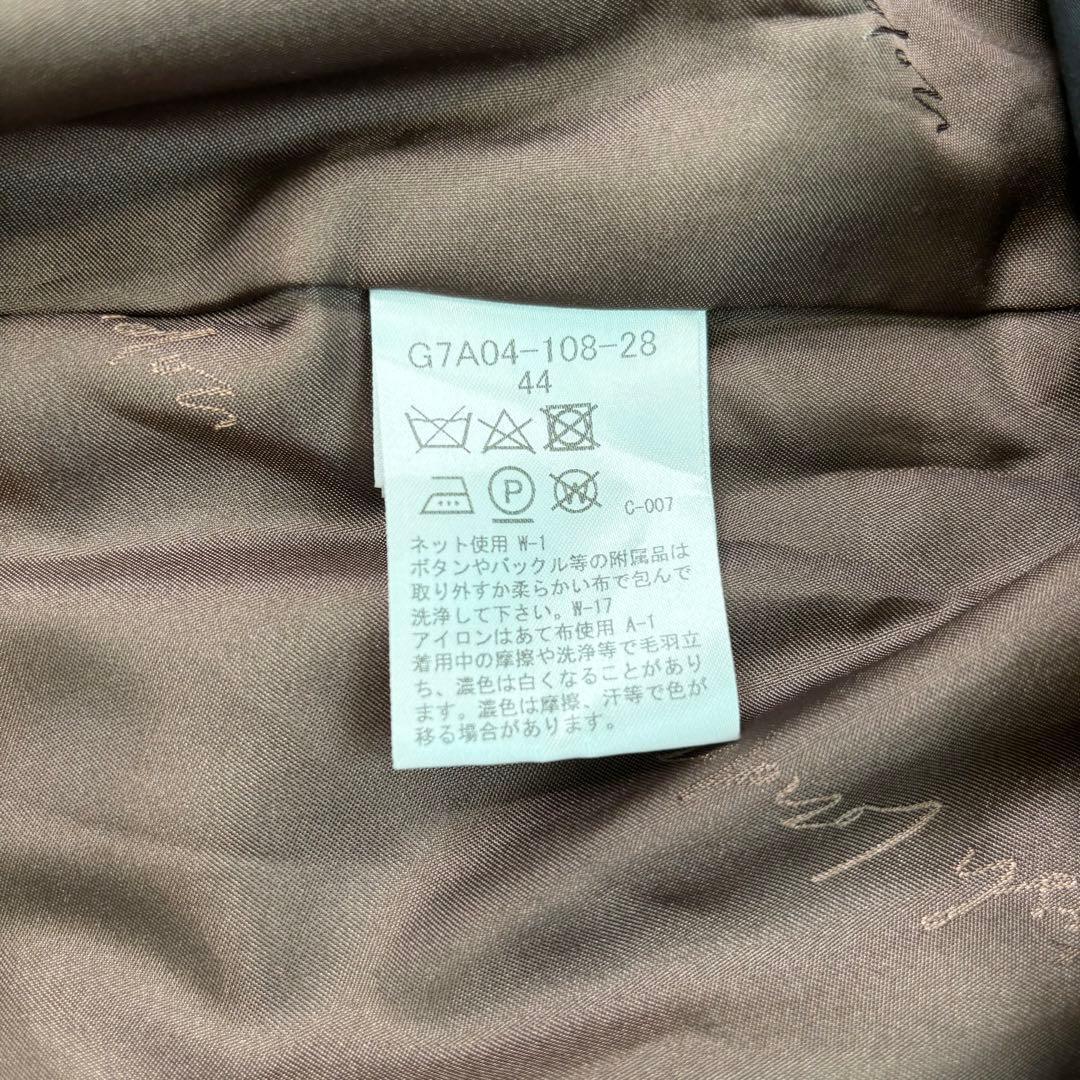 G7A04-108-28
44
P
W
C-007
ネット使用 W-1
ボタンやバックル等の附属品は
取り外すか柔らかい布で包んで
洗浄して下さい。W-17
アイロンはあて布使用 A-1
着用中の摩擦や洗浄等で毛羽立
ち、濃色は白くなることがあり
ます。濃色は摩擦、汗等で色が
移る場合があります。